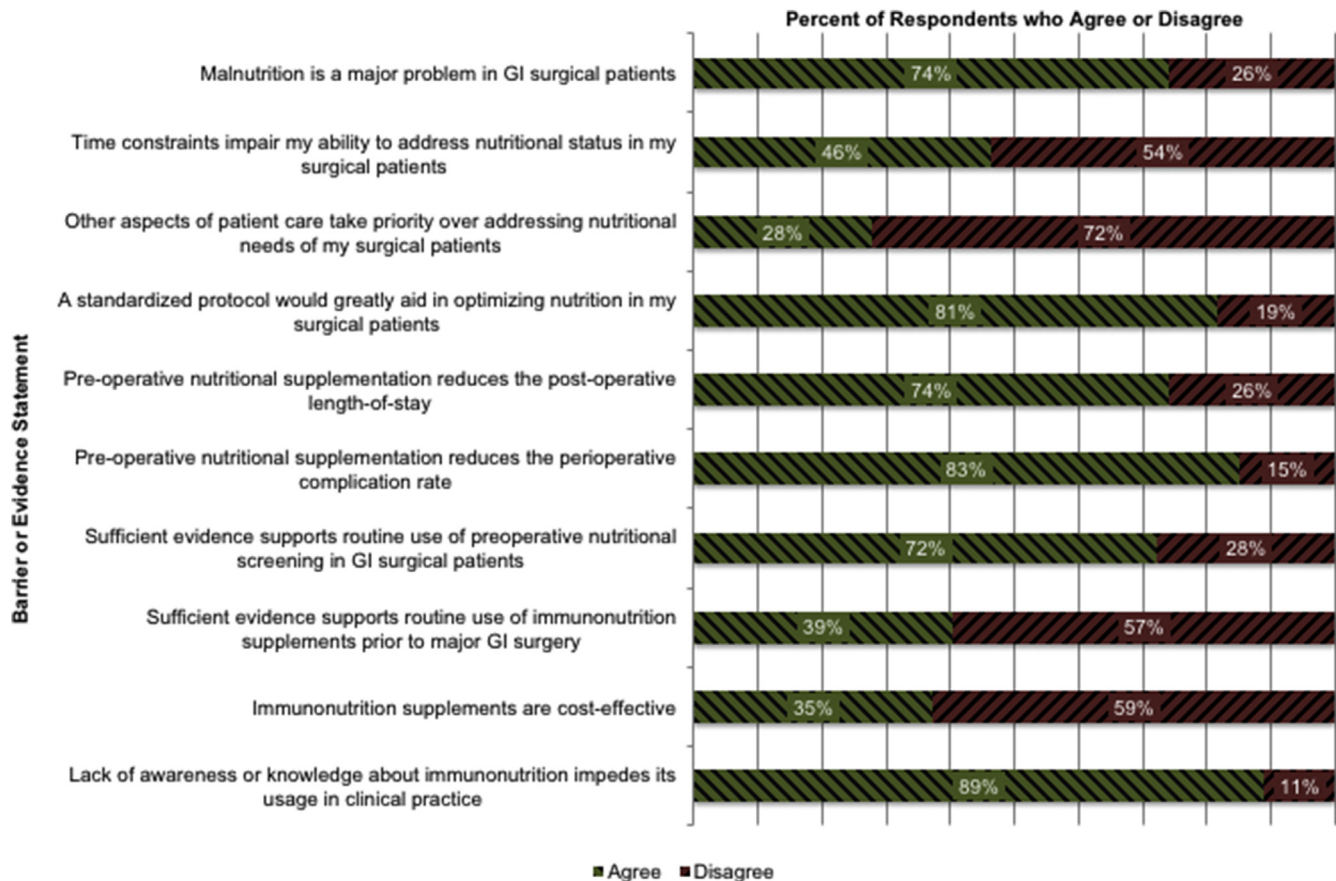 Percent of Respondents who Agree or Disagree
Barrier or Evidence Statement
Malnutrition is a major problem in GI surgical patients
74% 26%
Time constraints impair my ability to address nutritional status in my
surgical patients
46% 54%
Other aspects of patient care take priority over addressing nutritional
needs of my surgical patients
28% 72%
A standardized protocol would greatly aid in optimizing nutrition in my
surgical patients
81% 19%
Pre-operative nutritional supplementation reduces the post-operative
length-of-stay
74% 26%
Pre-operative nutritional supplementation reduces the perioperative
complication rate
83% 15%
Sufficient evidence supports routine use of preoperative nutritional
screening in GI surgical patients
72% 28%
Sufficient evidence supports routine use of immunonutrition
supplements prior to major GI surgery
39% 57%
Immunonutrition supplements are cost-effective
35% 59%
Lack of awareness or knowledge about immunonutrition impedes its
usage in clinical practice
89% 11%
Agree Disagree